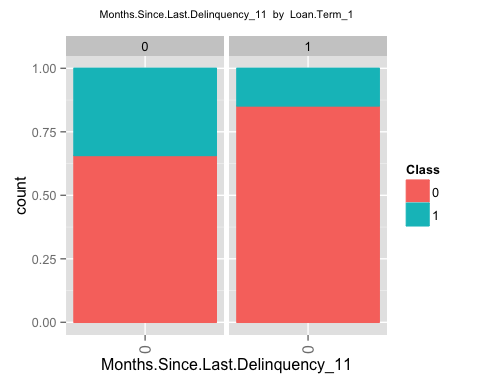 Months.Since.Last.Delinquency_11 by Loan.Term_1
0 1
1.00
0.75
0.50
0.25
0.00
count
0 0
Months.Since.Last.Delinquency_11
Class
0
1